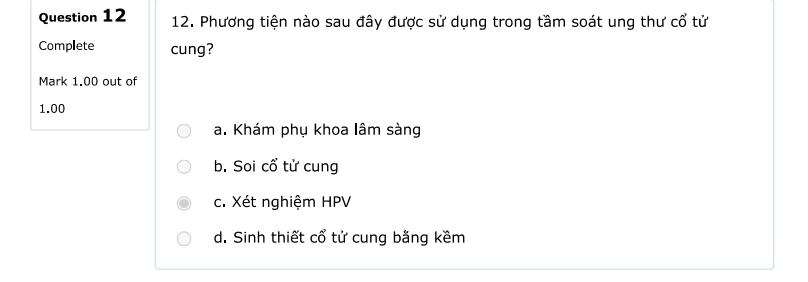 Question 12
Complete
Mark 1.00 out of
1.00
12. Phương tiện nào sau đây được sử dụng trong tầm soát ung thư cổ tử
cung?
a. Khám phụ khoa lâm sàng
b. Soi cổ tử cung
c. Xét nghiệm HPV
d. Sinh thiết cổ tử cung bằng kềm